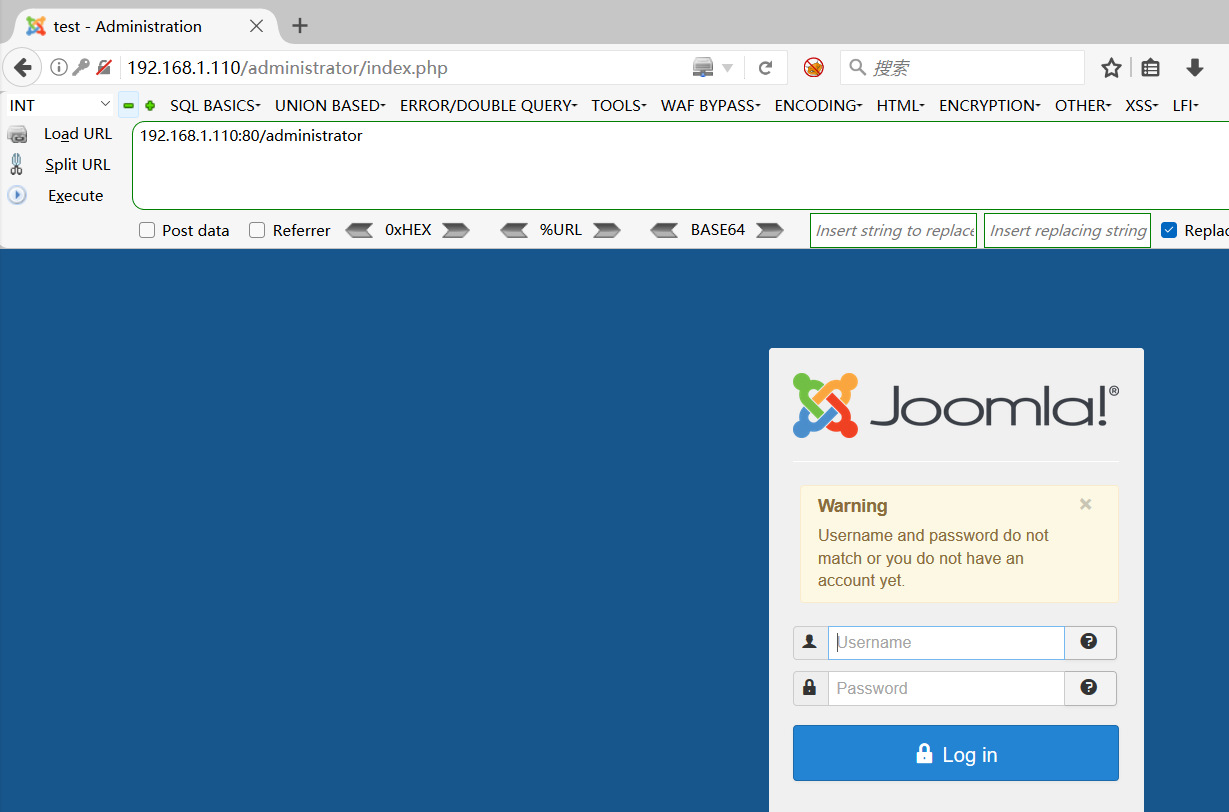 test - Administration
192.168.1.110/administrator/index.php
搜索
INT SQL BASICS UNION BASED ERROR/DOUBLE QUERY TOOLS WAF BYPASS ENCODING HTML ENCRYPTION OTHER XSS LFI
Load URL
192.168.1.110:80/administrator
Split URL
Execute
Post data Referrer 0xHEX %URL BASE64 Insert string to replace Insert replacing string Replac
Joomla!®
Warning
Username and password do not
match or you do not have an
account yet.
Username
Password
Log in